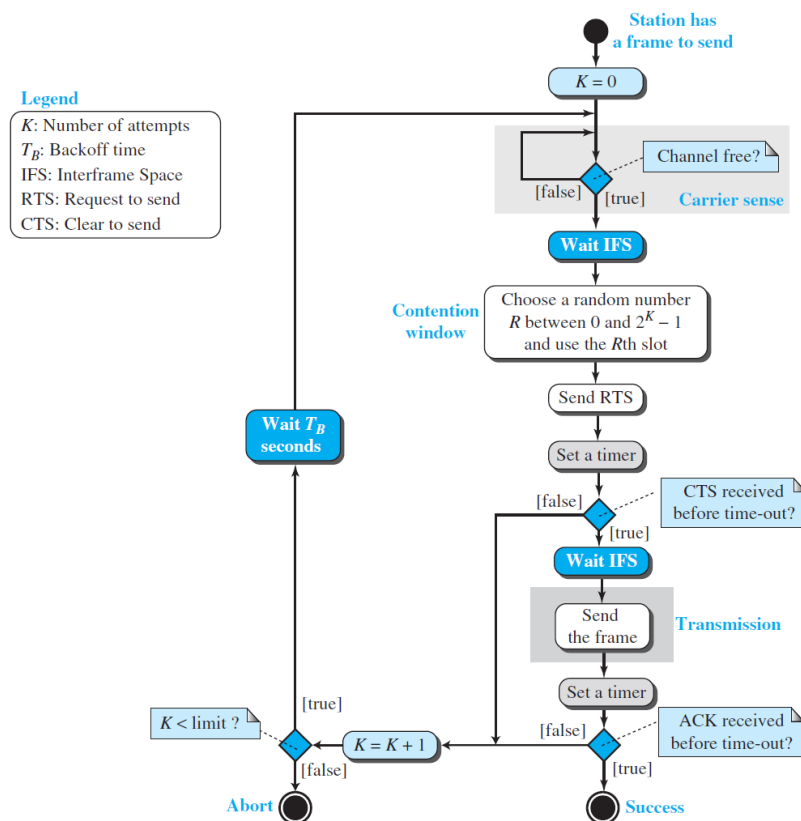 Station has
a frame to send
K = 0
Legend
K: Number of attempts
T_B: Backoff time
IFS: Interframe Space
RTS: Request to send
CTS: Clear to send
Channel free?
[false]
[true]
Carrier sense
Wait IFS
Contention
window
Choose a random number
R between 0 and 2^K − 1
and use the Rth slot
Send RTS
Wait T_B
seconds
Set a timer
CTS received
before time-out?
[false]
[true]
Wait IFS
Send
the frame
Transmission
Set a timer
ACK received
before time-out?
[false]
[true]
K = K + 1
K < limit ?
[true]
[false]
Abort
Success